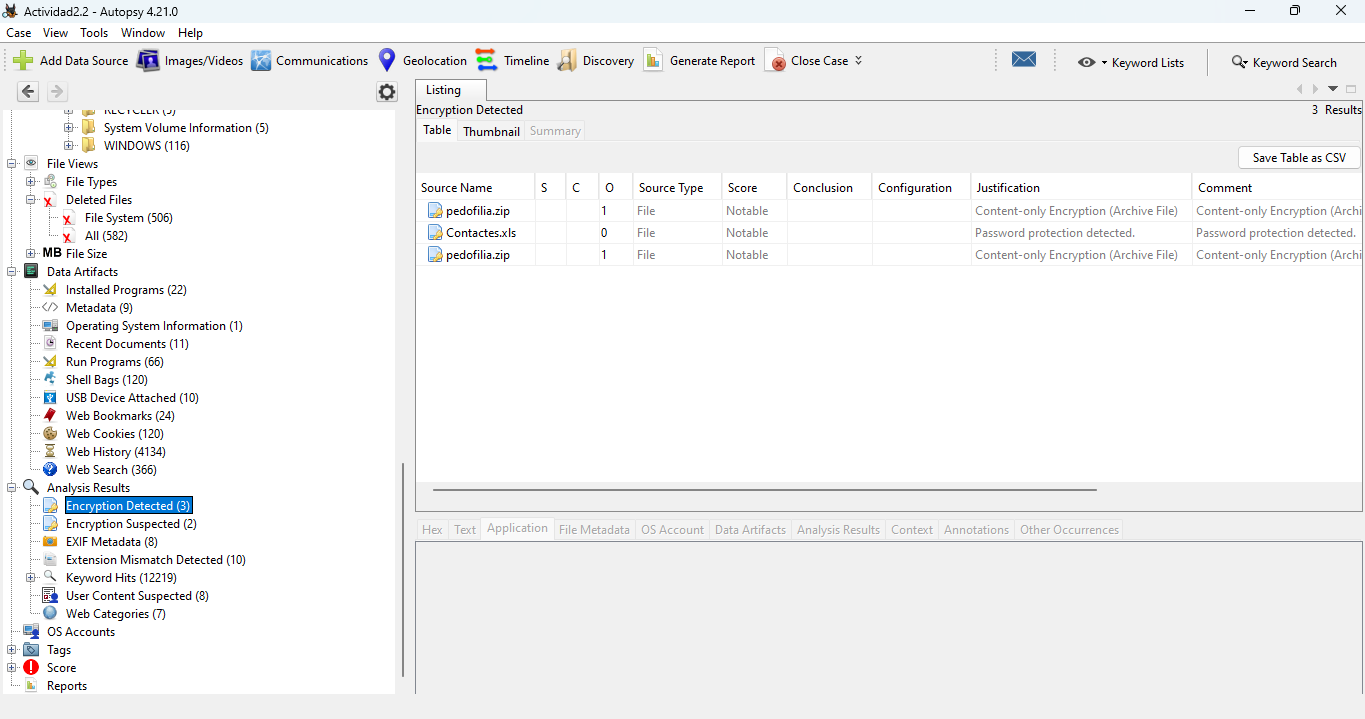 Actividad2.2 - Autopsy 4.21.0
Case View Tools Window Help
Add Data Source Images/Videos Communications Geolocation Timeline Discovery Generate Report Close Case Keyword Lists Keyword Search
Listing
Encryption Detected 3 Results
Table Thumbnail Summary
Save Table as CSV
Source Name S C O Source Type Score Conclusion Configuration Justification Comment
pedofilia.zip 1 File Notable Content-only Encryption (Archive File) Content-only Encryption (Archi
Contactes.xls 0 File Notable Password protection detected. Password protection detected.
pedofilia.zip 1 File Notable Content-only Encryption (Archive File) Content-only Encryption (Archi
Hex Text Application File Metadata OS Account Data Artifacts Analysis Results Context Annotations Other Occurrences
RECYCLER (5)
System Volume Information (5)
WINDOWS (116)
File Views
File Types
Deleted Files
File System (506)
All (582)
MB File Size
Data Artifacts
Installed Programs (22)
Metadata (9)
Operating System Information (1)
Recent Documents (11)
Run Programs (66)
Shell Bags (120)
USB Device Attached (10)
Web Bookmarks (24)
Web Cookies (120)
Web History (4134)
Web Search (366)
Analysis Results
Encryption Detected (3)
Encryption Suspected (2)
EXIF Metadata (8)
Extension Mismatch Detected (10)
Keyword Hits (12219)
User Content Suspected (8)
Web Categories (7)
OS Accounts
Tags
Score
Reports